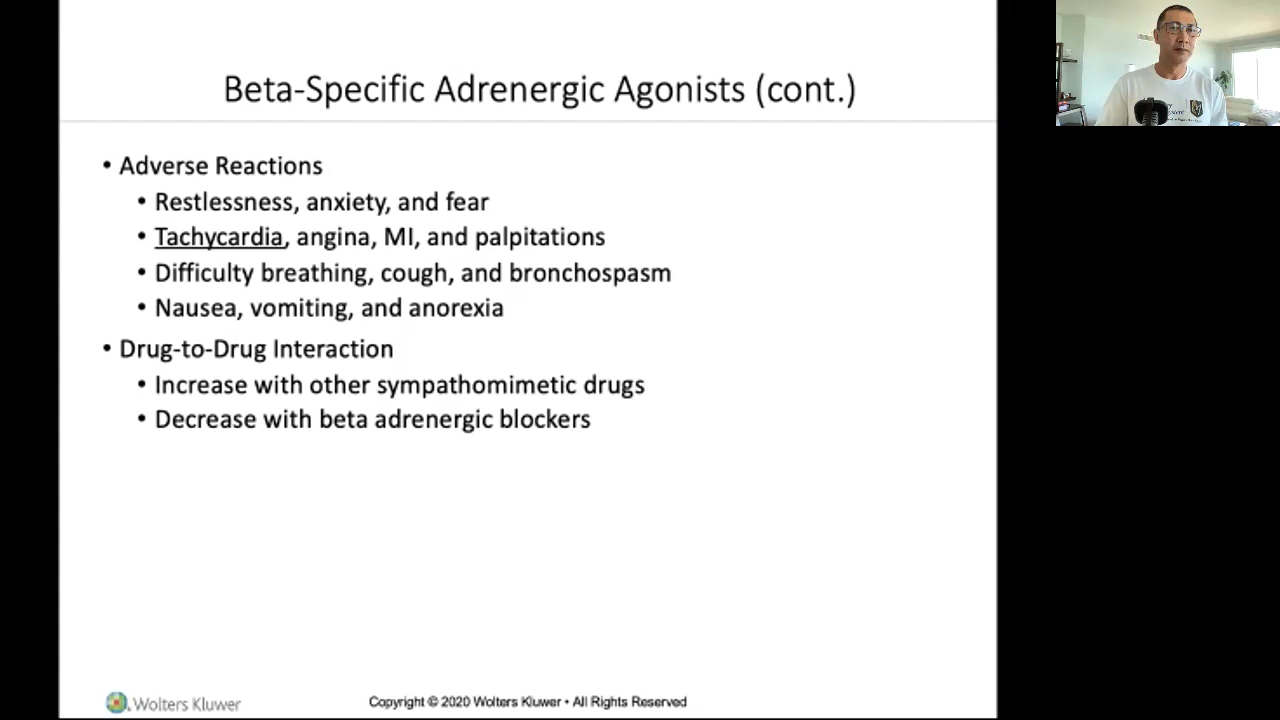 Beta-Specific Adrenergic Agonists (cont.)
• Adverse Reactions
• Restlessness, anxiety, and fear
• Tachycardia, angina, MI, and palpitations
• Difficulty breathing, cough, and bronchospasm
• Nausea, vomiting, and anorexia
• Drug-to-Drug Interaction
• Increase with other sympathomimetic drugs
• Decrease with beta adrenergic blockers
Wolters Kluwer
Copyright © 2020 Wolters Kluwer • All Rights Reserved